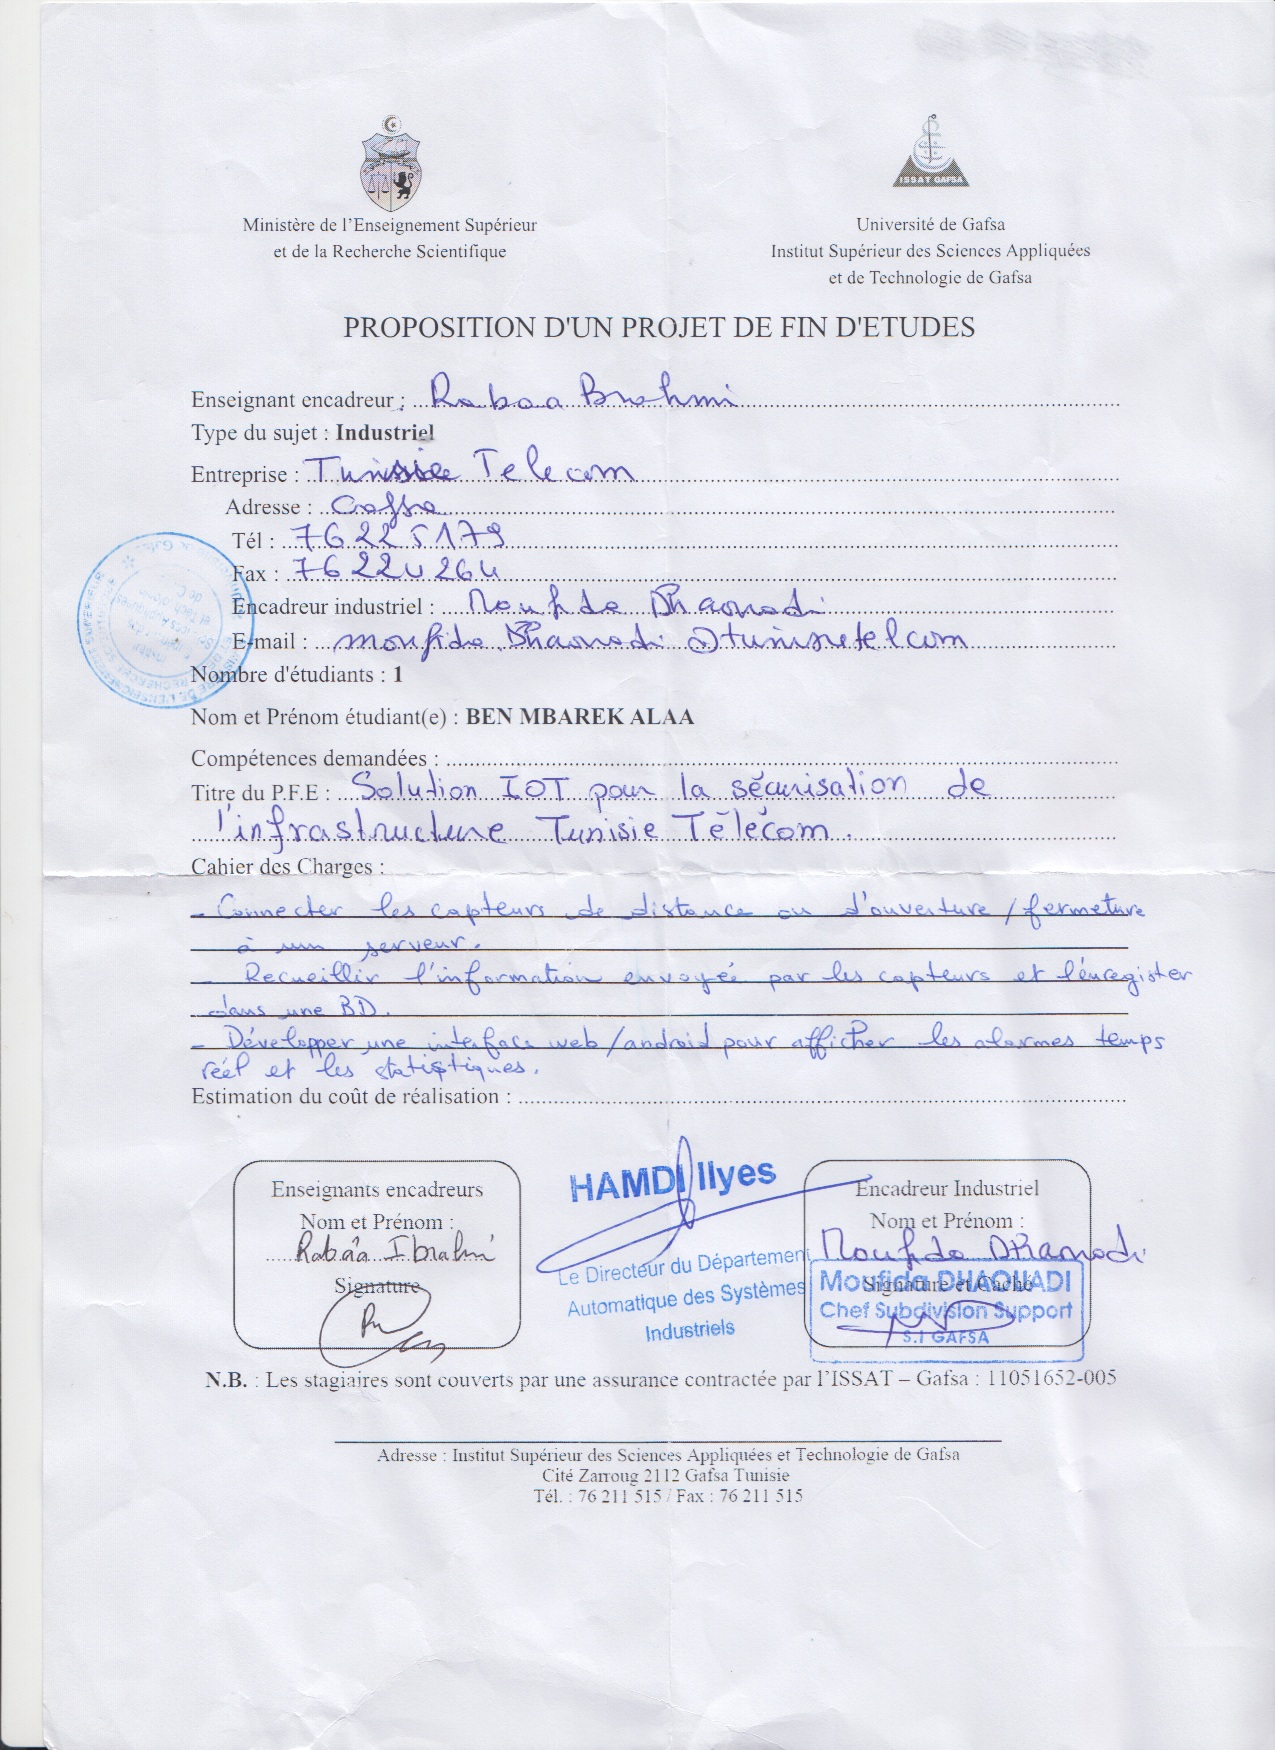 ISSAT GAFSA
Ministère de l'Enseignement Supérieur
et de la Recherche Scientifique
Université de Gafsa
Institut Supérieur des Sciences Appliquées
et de Technologie de Gafsa
PROPOSITION D'UN PROJET DE FIN D'ETUDES
Enseignant encadreur : Rabaa Brahmi
Type du sujet : Industriel
Entreprise : Tunisie Telecom
Adresse : Gafsa
Tél : 76 225 179
Fax : 76 224 264
Encadreur industriel : Moufida Dhaouadi
E-mail : moufida.Dhaouadi@tunisietelcom
Nombre d'étudiants : 1
Nom et Prénom étudiant(e) : BEN MBAREK ALAA
Compétences demandées :
Titre du P.F.E : Solution IOT pour la sécurisation de
l'infrastructure Tunisie Télécom.
Cahier des Charges :
- Connecter les capteurs de distance ou d'ouverture / fermeture
à un serveur.
- Recueillir l'information envoyée par les capteurs et l'enregister
dans une BD.
- Développer une interface web/android pour afficher les alarmes temps
réel et les statistiques.
Estimation du coût de réalisation :
Enseignants encadreurs
Nom et Prénom :
Rabâa Ibrahmi
Signature
HAMDI Ilyes
Le Directeur du Département
Automatique des Systèmes
Industriels
Encadreur Industriel
Nom et Prénom :
Moufida Dhaouadi
Signature et Cachet
Moufida DHAOUADI
Chef Subdivision Support
S.I GAFSA
N.B. : Les stagiaires sont couverts par une assurance contractée par l'ISSAT – Gafsa : 11051652-005
Adresse : Institut Supérieur des Sciences Appliquées et Technologie de Gafsa
Cité Zarroug 2112 Gafsa Tunisie
Tél. : 76 211 515 / Fax : 76 211 515